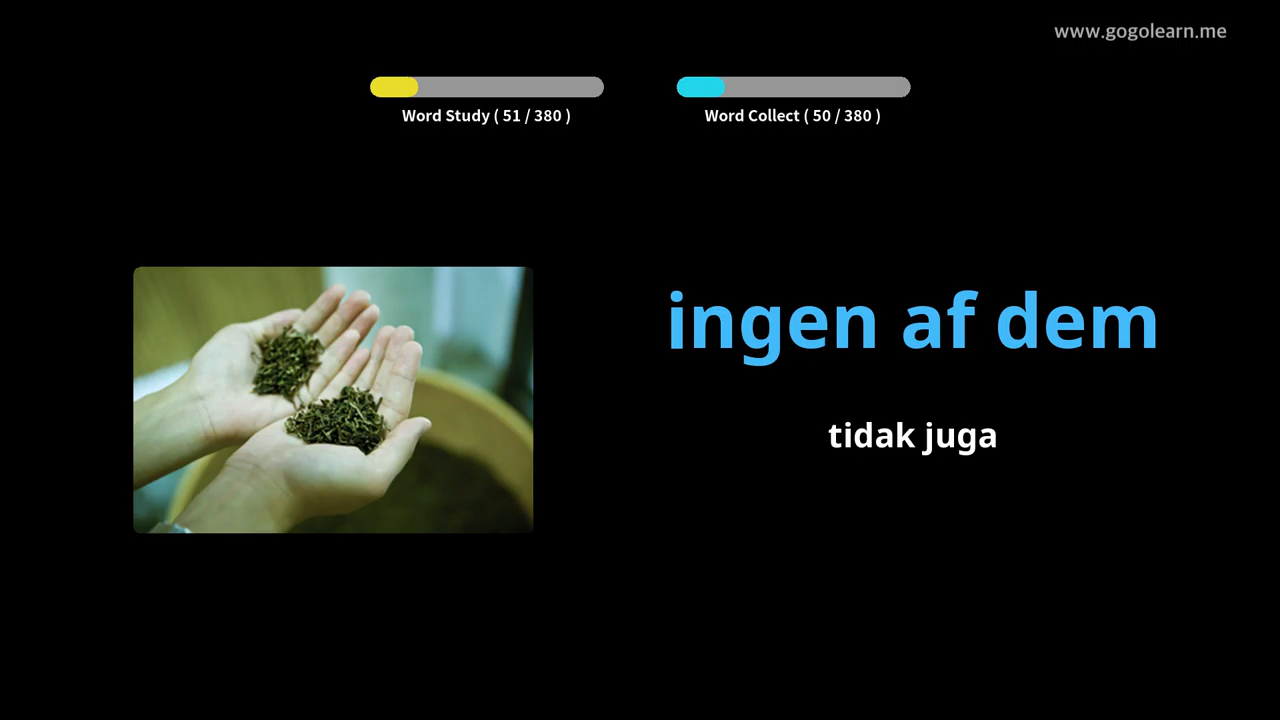 www.gogolearn.me
Word Study ( 51 / 380 )
Word Collect ( 50 / 380 )
ingen af dem
tidak juga